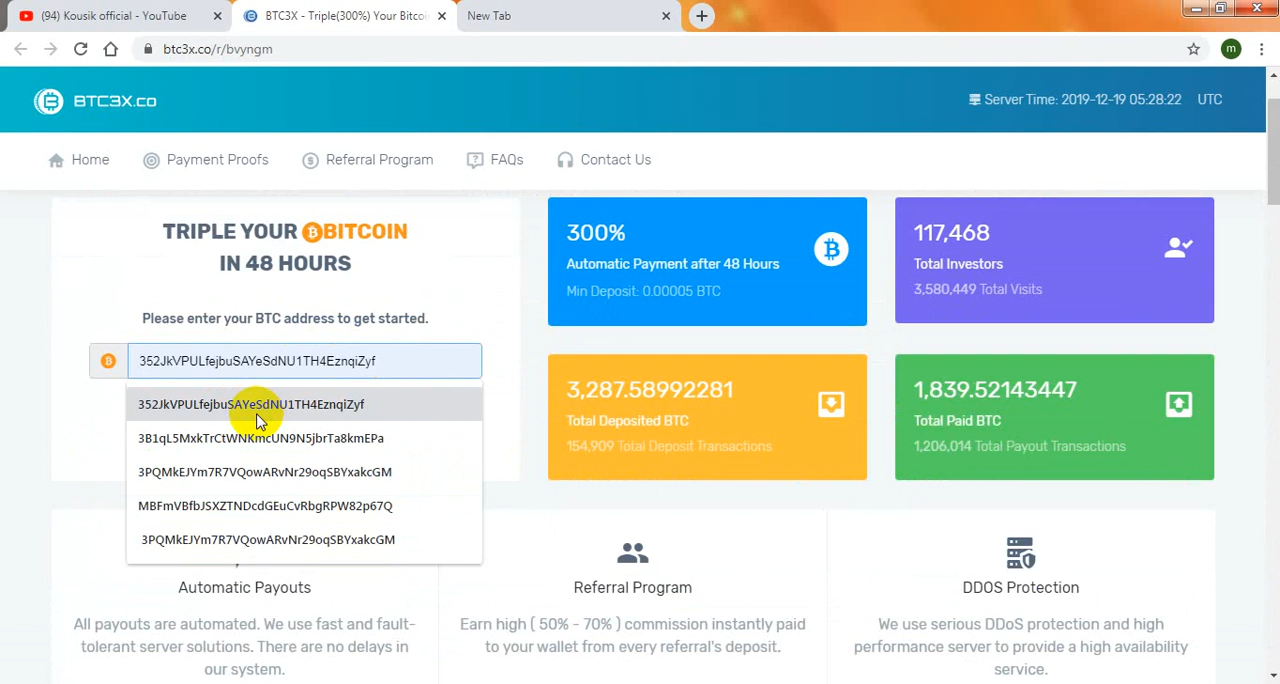 (94) Kousik official - YouTube
BTC3X - Triple(300%) Your Bitcoi
New Tab
btc3x.co/r/bvyngm
m
BTC3X.co
Server Time: 2019-12-19 05:28:22 UTC
Home
Payment Proofs
Referral Program
FAQs
Contact Us
TRIPLE YOUR BITCOIN
IN 48 HOURS
Please enter your BTC address to get started.
352JkVPULfejbuSAYeSdNU1TH4EznqiZyf
352JkVPULfejbuSAYeSdNU1TH4EznqiZyf
3B1qL5MxkTrCtWNKmcUN9N5jbrTa8kmEPa
3PQMkEJYm7R7VQowARvNr29oqSBYxakcGM
MBFmVBfbJSXZTNDcdGEuCvRbgRPW82p67Q
3PQMkEJYm7R7VQowARvNr29oqSBYxakcGM
300%
Automatic Payment after 48 Hours
Min Deposit: 0.00005 BTC
117,468
Total Investors
3,580,449 Total Visits
3,287.58992281
Total Deposited BTC
154,909 Total Deposit Transactions
1,839.52143447
Total Paid BTC
1,206,014 Total Payout Transactions
Automatic Payouts
All payouts are automated. We use fast and fault-
tolerant server solutions. There are no delays in
our system.
Referral Program
Earn high ( 50% - 70% ) commission instantly paid
to your wallet from every referral's deposit.
DDOS Protection
We use serious DDoS protection and high
performance server to provide a high availability
service.